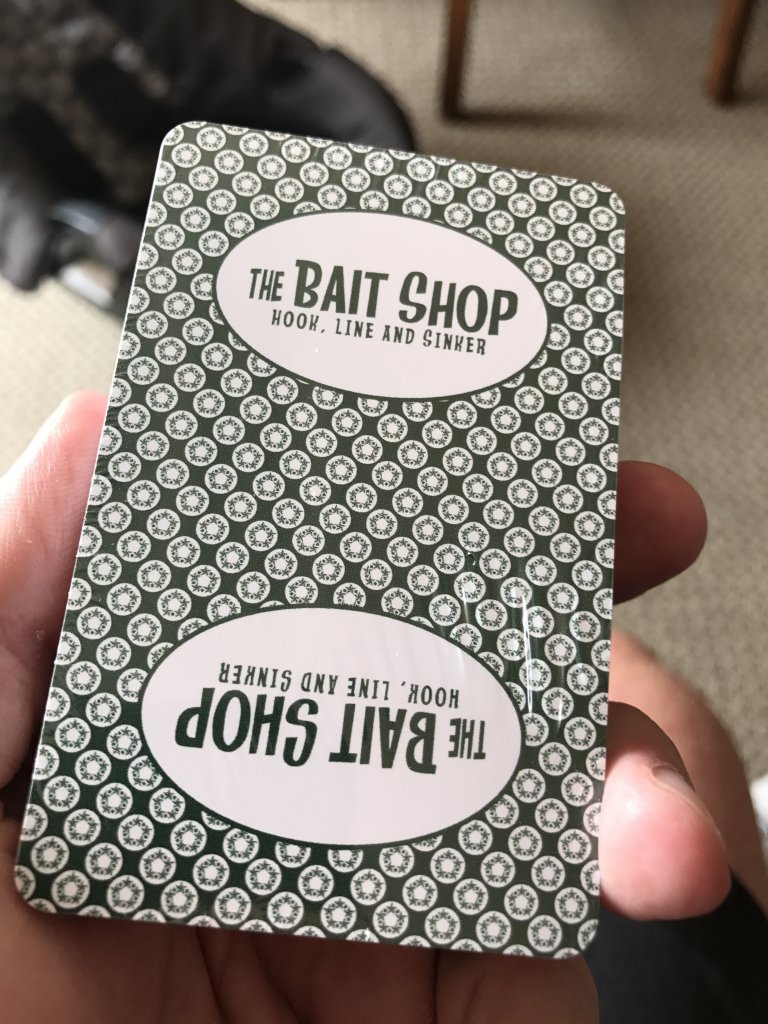 THE BAIT SHOP
HOOK, LINE AND SINKER
THE BAIT SHOP
HOOK, LINE AND SINKER